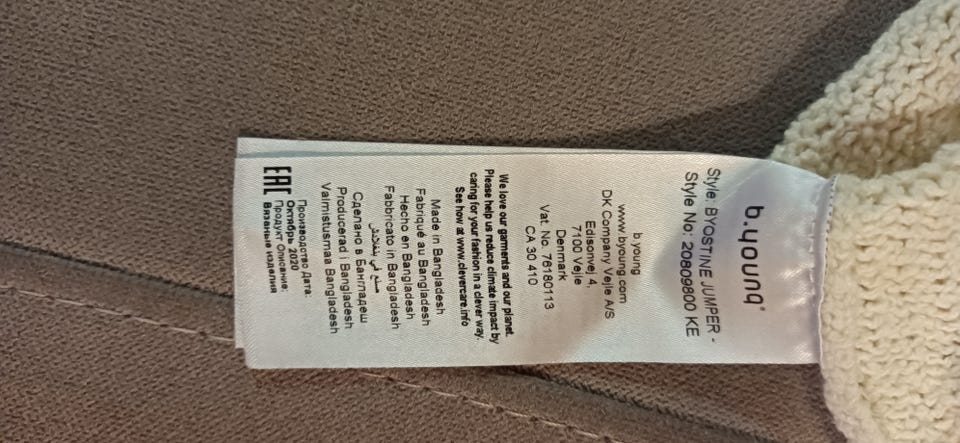 b.young®
Style: BYOSTINE JUMPER -
Style No: 20809800 KE
b.young
www.byoung.com
DK Company Vejle A/S
Edisonvej 4,
7100 Vejle
Denmark
Vat. No. 78180113
CA 30 410
We love our garments and our planet.
Please help us reduce climate impact by
caring for your fashion in a clever way.
See how at www.clevercare.info
Made in Bangladesh
Fabriqué au Bangladesh
Hecho en Bangladesh
Fabbricato in Bangladesh
صنع في بنغلادش
Сделано в Бангладеш
Producerad i Bangladesh
Valmistusmaa Bangladesh
Производство Дата:
Октябрь 2020
Продукт Описание:
Вязаные изделия
EAC